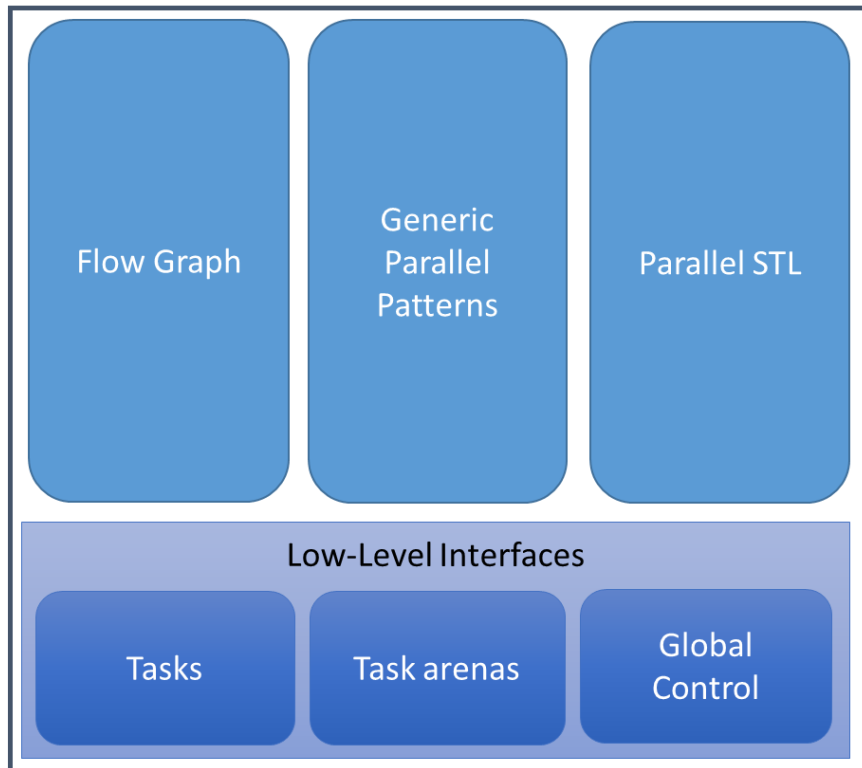 Flow Graph
Generic
Parallel
Patterns
Parallel STL
Low-Level Interfaces
Tasks
Task arenas
Global
Control